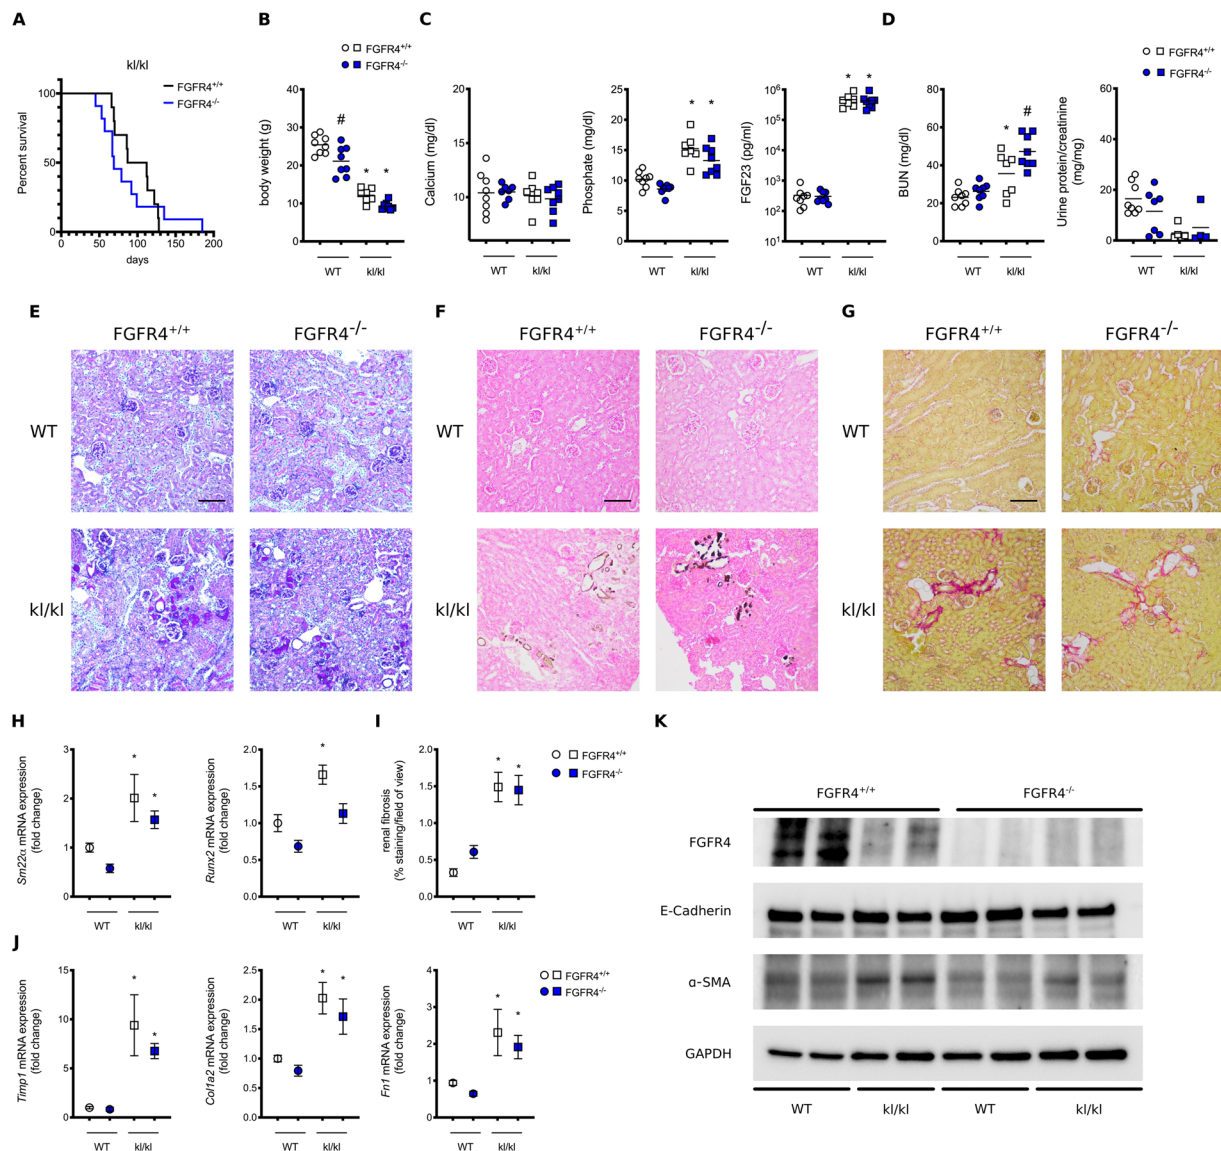 A
kl/kl
FGFR4+/+
FGFR4-/-
Percent survival
100
50
0
0 50 100 150 200
days
B
FGFR4+/+
FGFR4-/-
body weight (g)
40
30
20
10
0
#
* *
WT kl/kl
C
Calcium (mg/dl)
20
15
10
5
WT kl/kl
Phosphate (mg/dl)
25
20
15
10
5
0
* *
WT kl/kl
FGF23 (pg/ml)
10^6
10^5
10^4
10^3
10^2
10^1
* *
WT kl/kl
D
FGFR4+/+
FGFR4-/-
BUN (mg/dl)
80
60
40
20
0
* #
WT kl/kl
Urine protein/creatinine
(mg/mg)
60
40
20
0
WT kl/kl
E
FGFR4+/+ FGFR4-/-
WT
kl/kl
F
FGFR4+/+ FGFR4-/-
WT
kl/kl
G
FGFR4+/+ FGFR4-/-
WT
kl/kl
H
Sm22α mRNA expression
(fold change)
3
2
1
0
* *
WT kl/kl
Runx2 mRNA expression
(fold change)
2.0
1.5
1.0
0.5
0.0
*
WT kl/kl
I
renal fibrosis
(% staining/field of view)
2.0
1.5
1.0
0.5
0.0
* *
WT kl/kl
FGFR4+/+
FGFR4-/-
J
Timp1 mRNA expression
(fold change)
15
10
5
0
* *
WT kl/kl
Col1a2 mRNA expression
(fold change)
2.5
2.0
1.5
1.0
0.5
0.0
* *
WT kl/kl
Fn1 mRNA expression
(fold change)
4
3
2
1
0
* *
WT kl/kl
FGFR4+/+
FGFR4-/-
K
FGFR4+/+ FGFR4-/-
FGFR4
E-Cadherin
α-SMA
GAPDH
WT kl/kl WT kl/kl